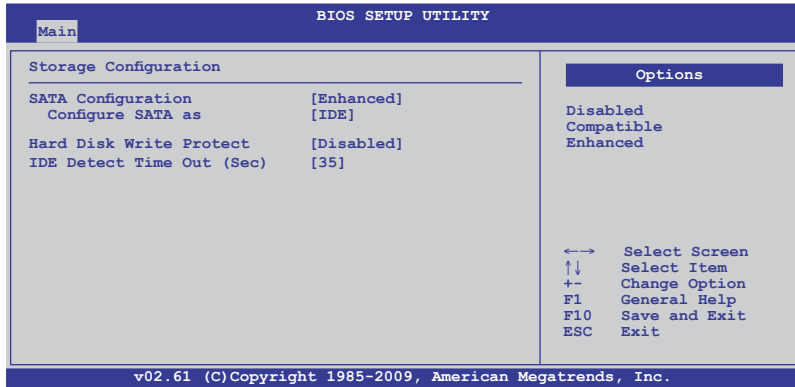 BIOS SETUP UTILITY
Main
Storage Configuration
SATA Configuration [Enhanced]
Configure SATA as [IDE]
Hard Disk Write Protect [Disabled]
IDE Detect Time Out (Sec) [35]
Options
Disabled
Compatible
Enhanced
←→ Select Screen
↑↓ Select Item
+- Change Option
F1 General Help
F10 Save and Exit
ESC Exit
v02.61 (C)Copyright 1985-2009, American Megatrends, Inc.